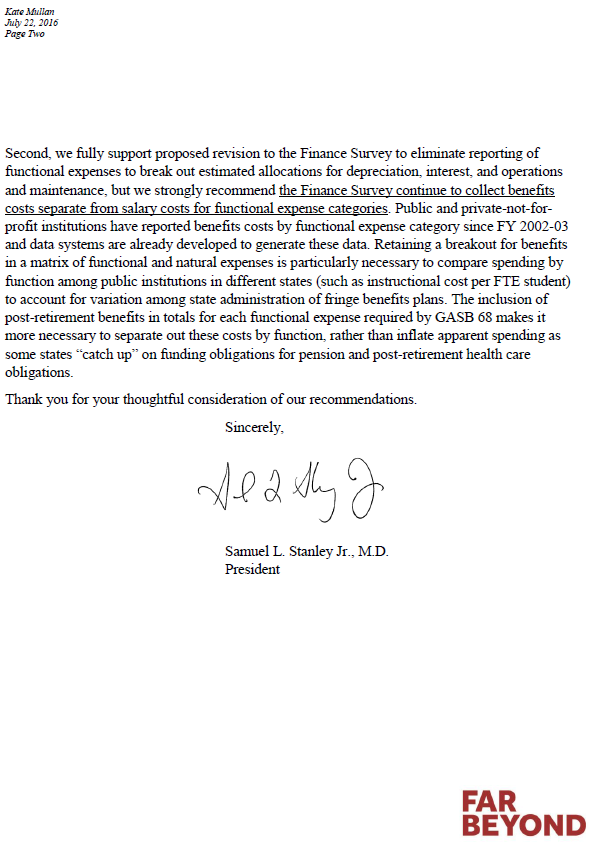 Kate Mullan
July 22, 2016
Page Two
Second, we fully support proposed revision to the Finance Survey to eliminate reporting of
functional expenses to break out estimated allocations for depreciation, interest, and operations
and maintenance, but we strongly recommend the Finance Survey continue to collect benefits
costs separate from salary costs for functional expense categories. Public and private-not-for-
profit institutions have reported benefits costs by functional expense category since FY 2002-03
and data systems are already developed to generate these data. Retaining a breakout for benefits
in a matrix of functional and natural expenses is particularly necessary to compare spending by
function among public institutions in different states (such as instructional cost per FTE student)
to account for variation among state administration of fringe benefits plans. The inclusion of
post-retirement benefits in totals for each functional expense required by GASB 68 makes it
more necessary to separate out these costs by function, rather than inflate apparent spending as
some states “catch up” on funding obligations for pension and post-retirement health care
obligations.
Thank you for your thoughtful consideration of our recommendations.
Sincerely,
Samuel L. Stanley Jr., M.D.
President
FAR
BEYOND